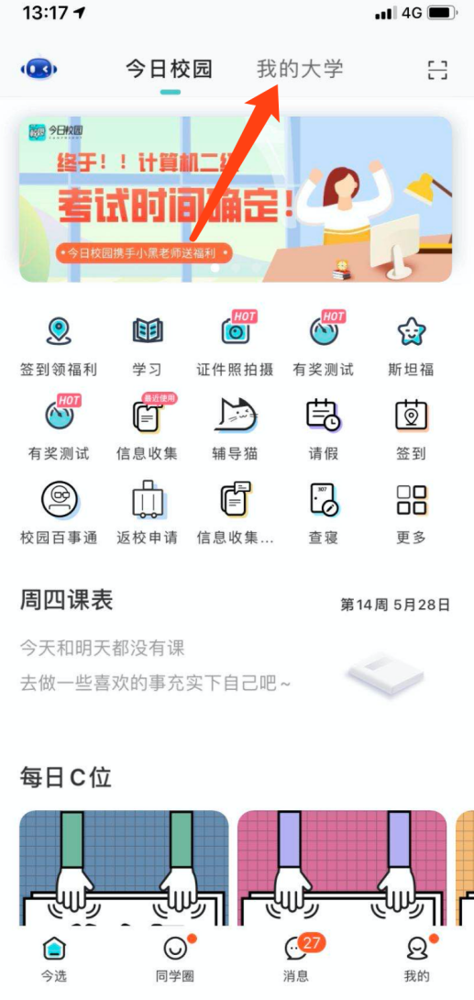 13:17
4G
今日校园
我的大学
今日校园
终于！！计算机二级
考试时间确定！
今日校园携手小黑老师送福利
HOT
HOT
签到领福利
学习
证件照拍摄
有奖测试
斯坦福
HOT
最近使用
有奖测试
信息收集
辅导猫
请假
签到
307
校园百事通
返校申请
信息收集...
查寝
更多
周四课表
第14周 5月28日
今天和明天都没有课
去做一些喜欢的事充实下自己吧~
每日C位
27
今选
同学圈
消息
我的